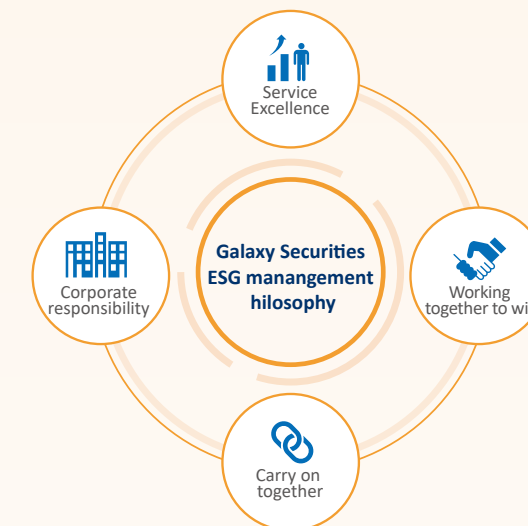 Service
Excellence
Galaxy Securities
ESG manangement
hilosophy
Corporate
responsibility
Working
together to wi
Carry on
together